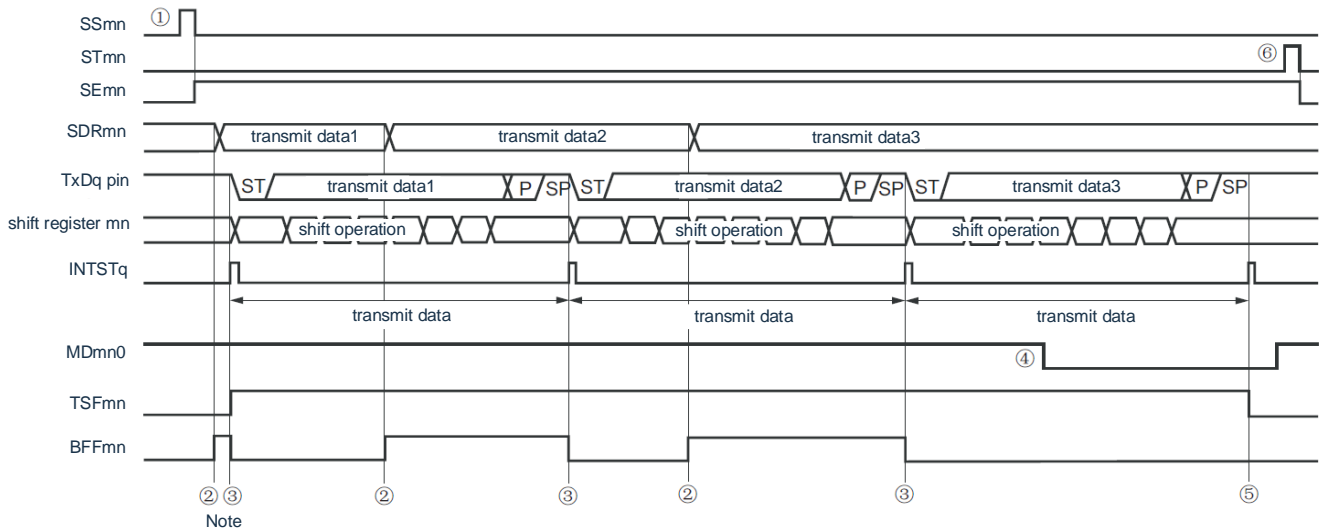 SSmn ①
STmn ⑥
SEmn
SDRmn transmit data1 transmit data2 transmit data3
TxDq pin ST transmit data1 P SP ST transmit data2 P SP ST transmit data3 P SP
shift register mn shift operation shift operation shift operation
INTSTq
transmit data transmit data transmit data
MDmn0 ④
TSFmn
BFFmn
② ③ ② ③ ② ③ ⑤
Note